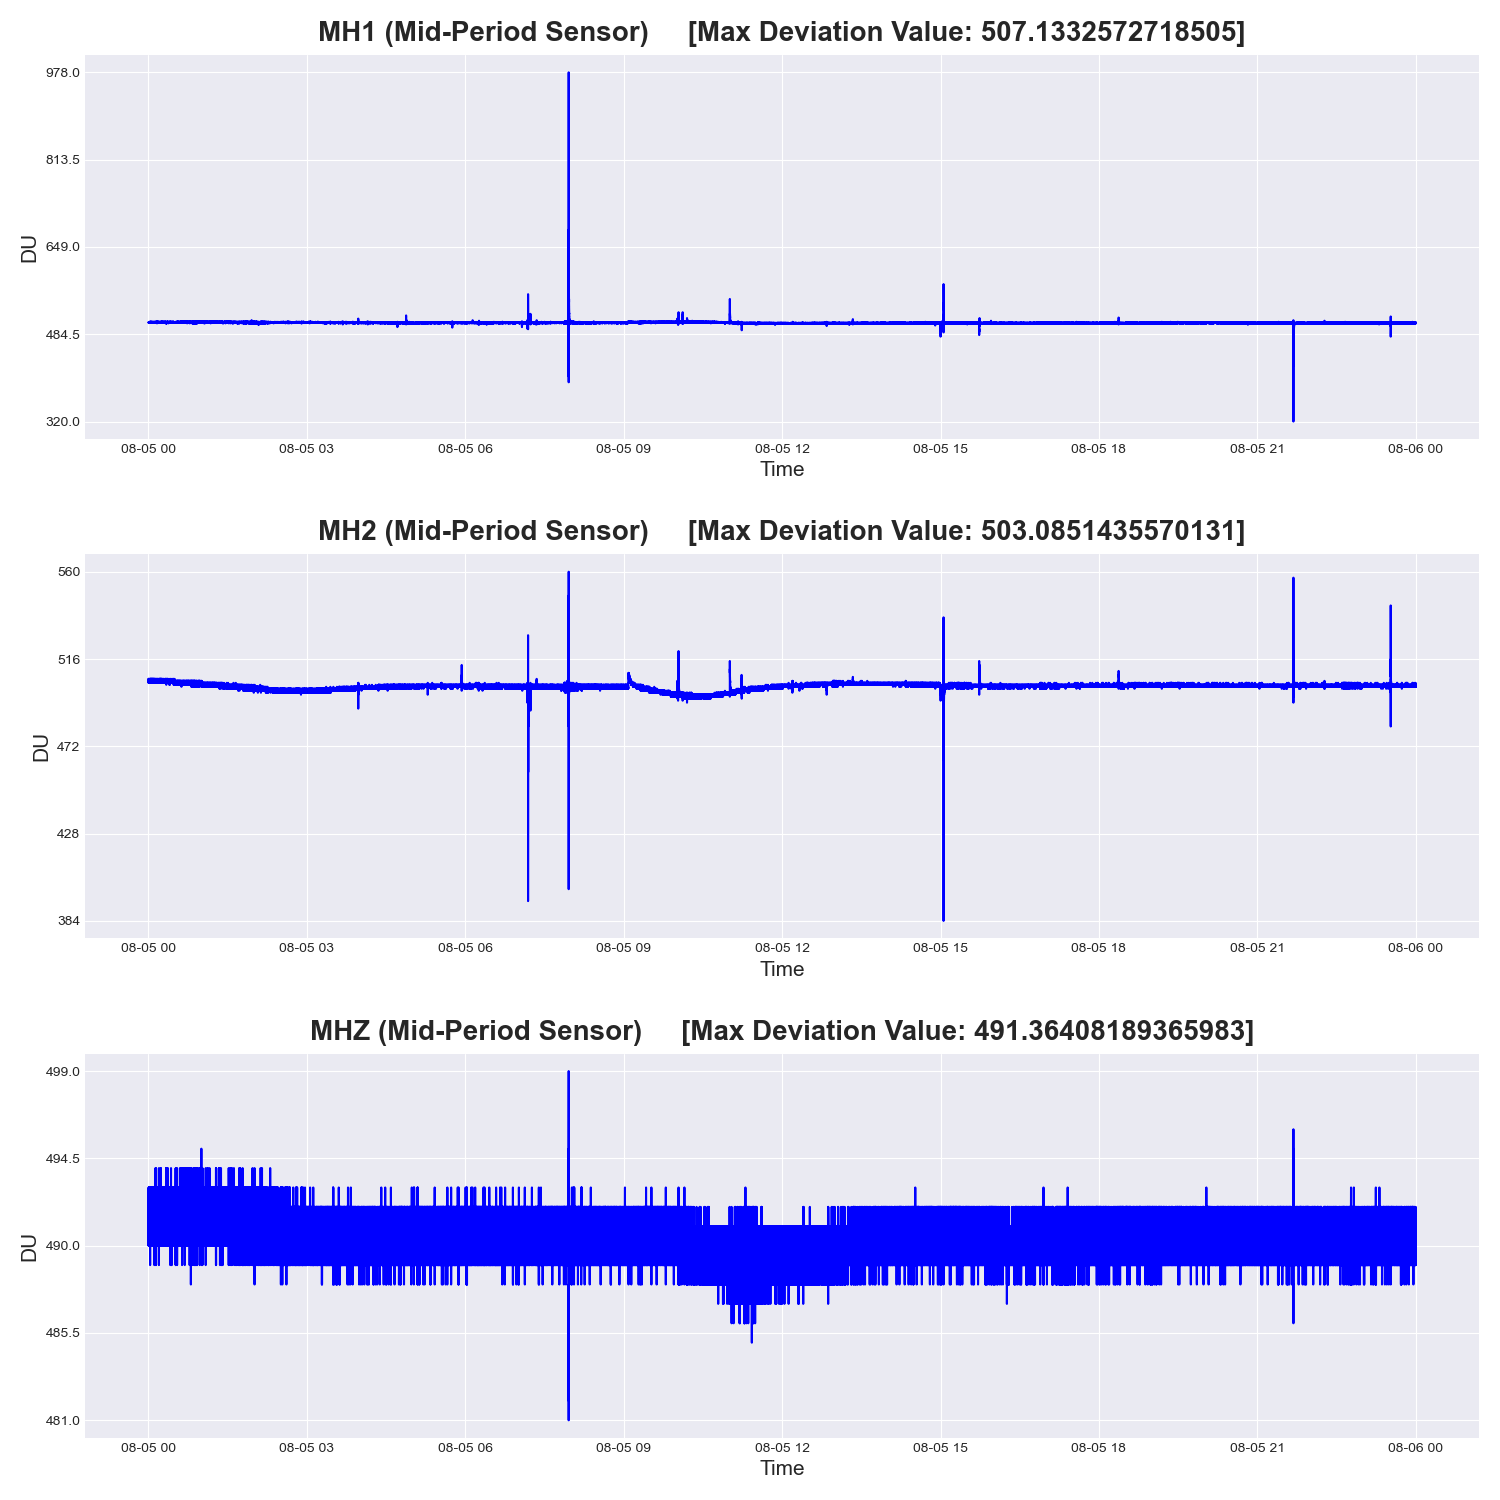 MH1 (Mid-Period Sensor) [Max Deviation Value: 507.1332572718505]
978.0
813.5
649.0
484.5
320.0
DU
08-05 00 08-05 03 08-05 06 08-05 09 08-05 12 08-05 15 08-05 18 08-05 21 08-06 00
Time
MH2 (Mid-Period Sensor) [Max Deviation Value: 503.0851435570131]
560
516
472
428
384
DU
08-05 00 08-05 03 08-05 06 08-05 09 08-05 12 08-05 15 08-05 18 08-05 21 08-06 00
Time
MHZ (Mid-Period Sensor) [Max Deviation Value: 491.36408189365983]
499.0
494.5
490.0
485.5
481.0
DU
08-05 00 08-05 03 08-05 06 08-05 09 08-05 12 08-05 15 08-05 18 08-05 21 08-06 00
Time